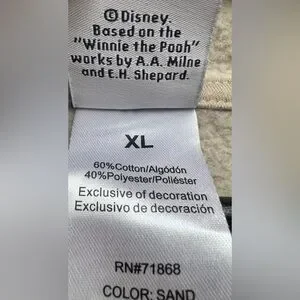 ©Disney.
Based on the
"Winnie the Pooh"
works by A.A. Milne
and E.H. Shepard.
XL
60%Cotton/Algódón
40%Polyester/Poliéster
Exclusive of decoration
Exclusivo de decoración
RN#71868
COLOR: SAND